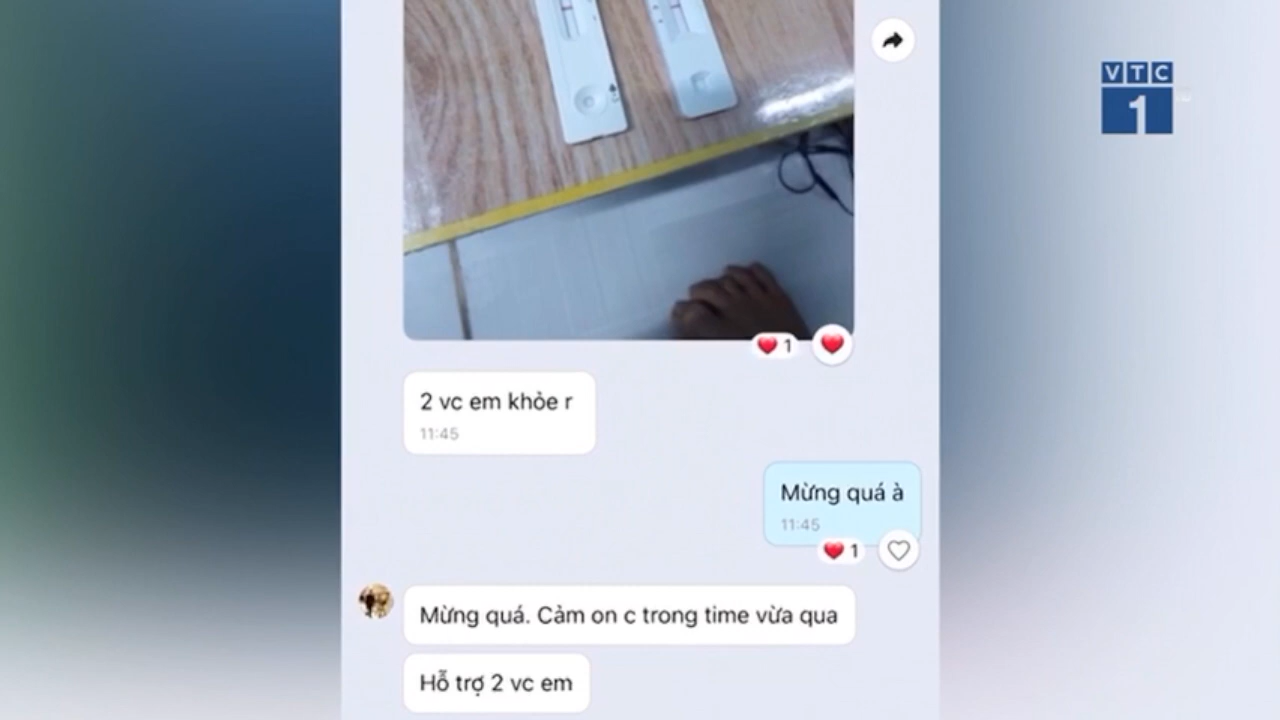 VTC
1
1
2 vc em khỏe r
11:45
Mừng quá à
11:45
1
Mừng quá. Cảm on c trong time vừa qua
Hỗ trợ 2 vc em